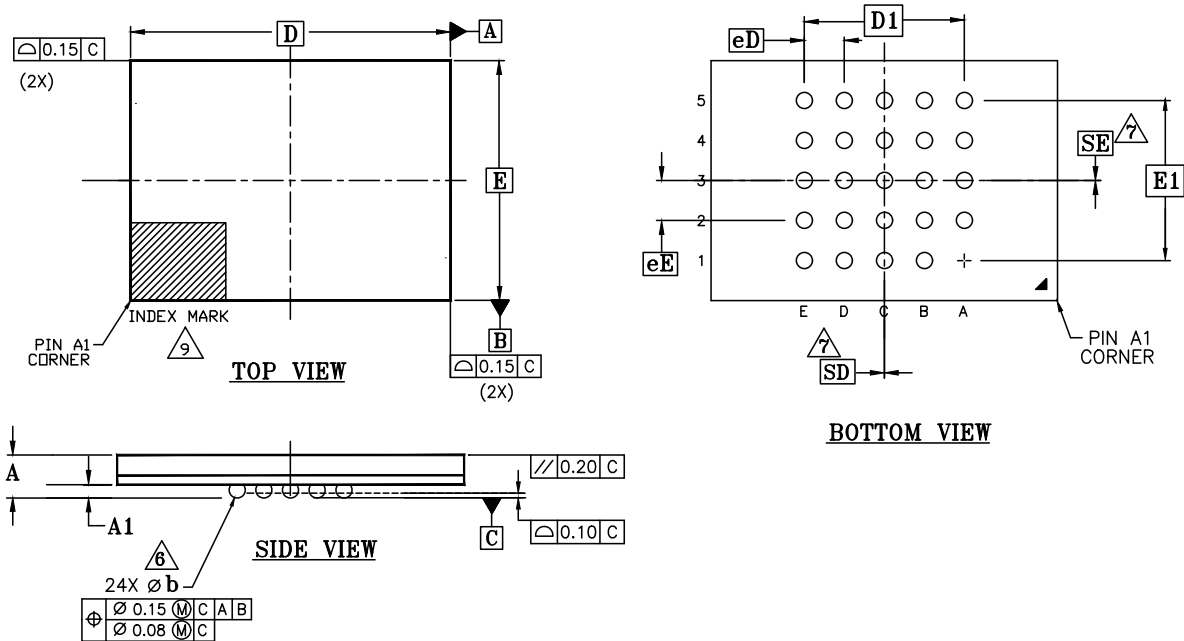 D
A
⌓ 0.15 C
(2X)
E
PIN A1
CORNER
INDEX MARK
9
B
TOP VIEW
⌓ 0.15 C
(2X)
D1
eD
5
4
3
2
1
7
SE
E1
eE
E D C B A
7
SD
PIN A1
CORNER
BOTTOM VIEW
A
A1
// 0.20 C
C
⌓ 0.10 C
SIDE VIEW
6
24X Ø b
⌖ Ø 0.15 Ⓜ C A B
Ø 0.08 Ⓜ C